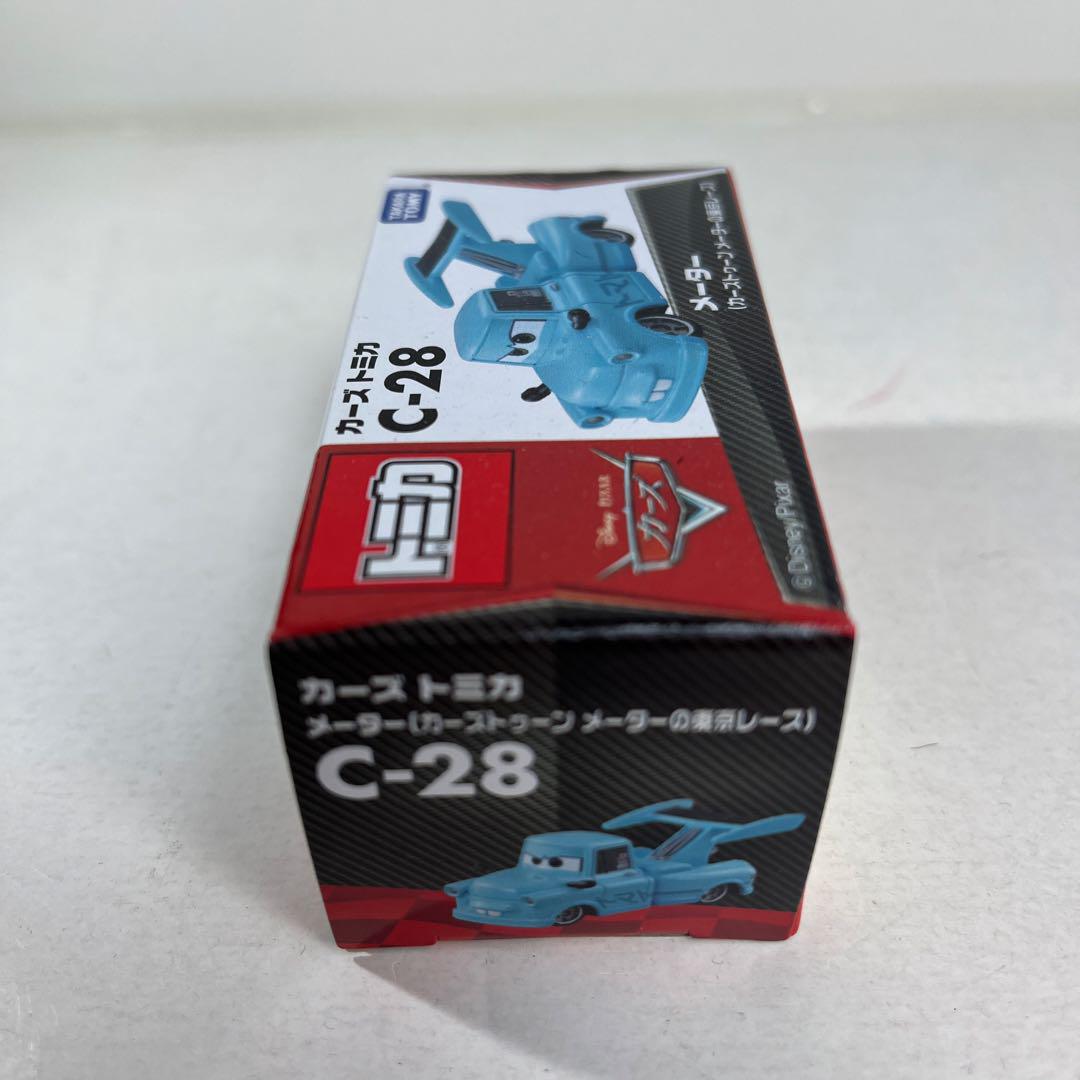 TAKARA
TOMY
カーズ トミカ
C-28
メーター
(カーストゥーン メーターの東京レース)
トミカ
Disney PIXAR
カーズ
©Disney/Pixar
カーズ トミカ
メーター(カーストゥーン メーターの東京レース)
C-28